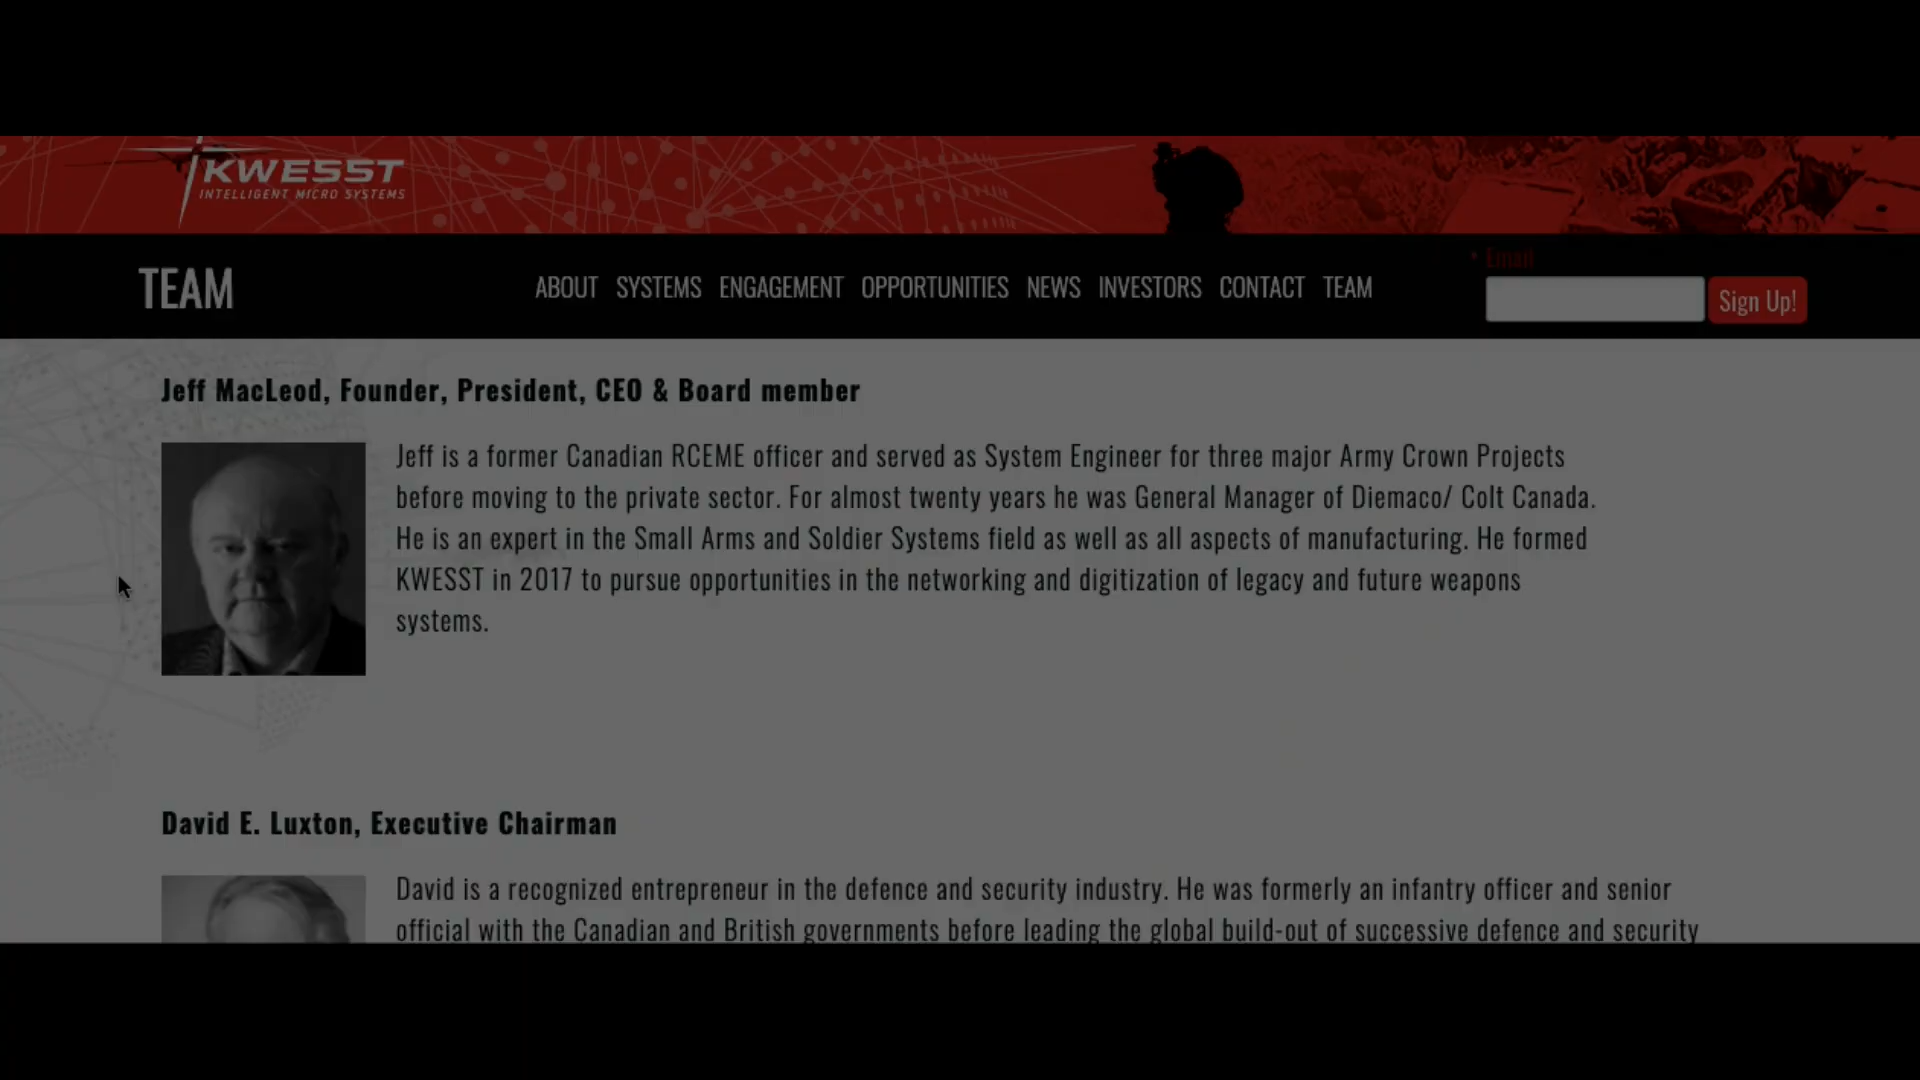 KWESST
INTELLIGENT MICRO SYSTEMS
TEAM
ABOUT SYSTEMS ENGAGEMENT OPPORTUNITIES NEWS INVESTORS CONTACT TEAM
* Email
Sign Up!
Jeff MacLeod, Founder, President, CEO & Board member
Jeff is a former Canadian RCEME officer and served as System Engineer for three major Army Crown Projects
before moving to the private sector. For almost twenty years he was General Manager of Diemaco/ Colt Canada.
He is an expert in the Small Arms and Soldier Systems field as well as all aspects of manufacturing. He formed
KWESST in 2017 to pursue opportunities in the networking and digitization of legacy and future weapons
systems.
David E. Luxton, Executive Chairman
David is a recognized entrepreneur in the defence and security industry. He was formerly an infantry officer and senior
official with the Canadian and British governments before leading the global build-out of successive defence and security